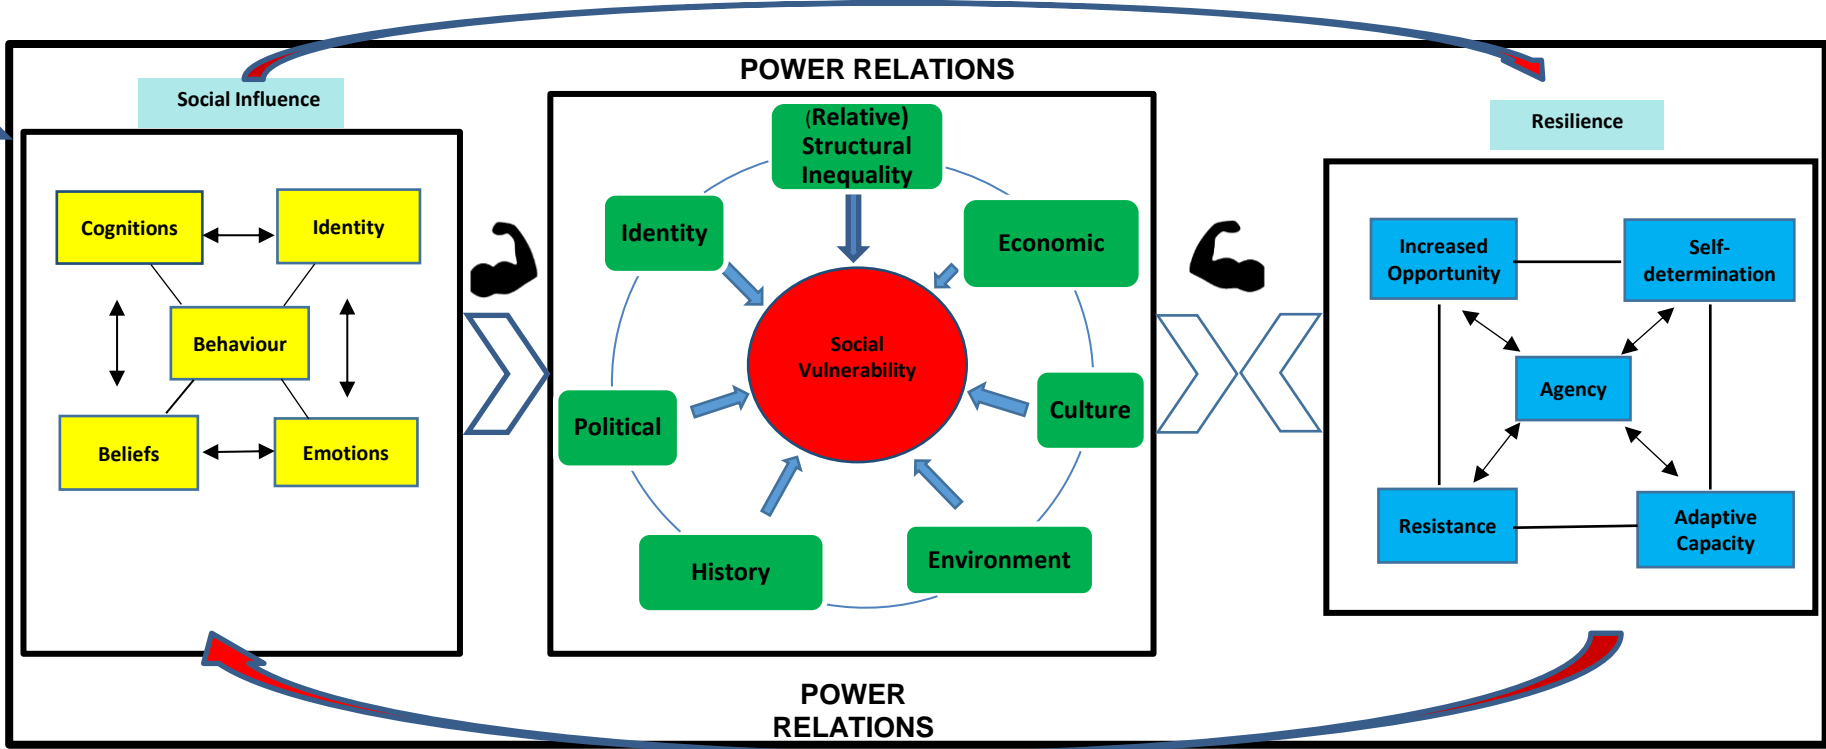 POWER RELATIONS
Social Influence
Cognitions
Identity
Behaviour
Beliefs
Emotions
(Relative)
Structural
Inequality
Identity
Economic
Social
Vulnerability
Political
Culture
History
Environment
Resilience
Increased
Opportunity
Self-
determination
Agency
Resistance
Adaptive
Capacity
POWER
RELATIONS